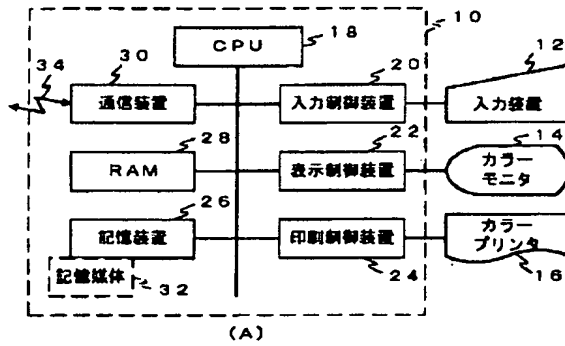 CPU
18
10
34
30
通信装置
20
入力制御装置
12
入力装置
28
RAM
22
表示制御装置
14
カラー
モニタ
26
記憶装置
印刷制御装置
24
カラー
プリンタ
16
記憶媒体
32
(A)